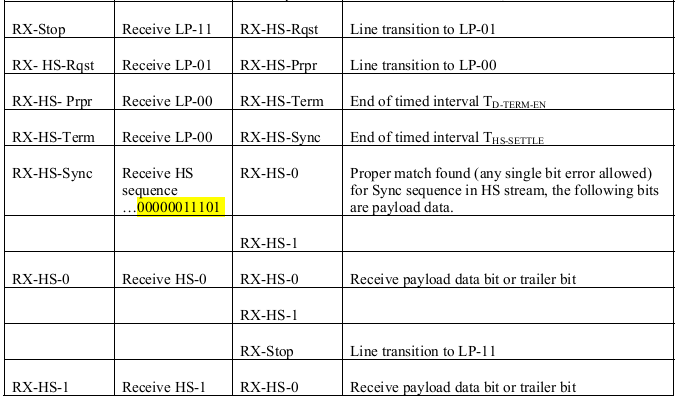 RX-Stop Receive LP-11 RX-HS-Rqst Line transition to LP-01
RX- HS-Rqst Receive LP-01 RX-HS-Prpr Line transition to LP-00
RX-HS- Prpr Receive LP-00 RX-HS-Term End of timed interval TD-TERM-EN
RX-HS-Term Receive LP-00 RX-HS-Sync End of timed interval THS-SETTLE
RX-HS-Sync Receive HS RX-HS-0 Proper match found (any single bit error allowed)
sequence for Sync sequence in HS stream, the following bits
…00000011101 are payload data.
RX-HS-1
RX-HS-0 Receive HS-0 RX-HS-0 Receive payload data bit or trailer bit
RX-HS-1
RX-Stop Line transition to LP-11
RX-HS-1 Receive HS-1 RX-HS-0 Receive payload data bit or trailer bit